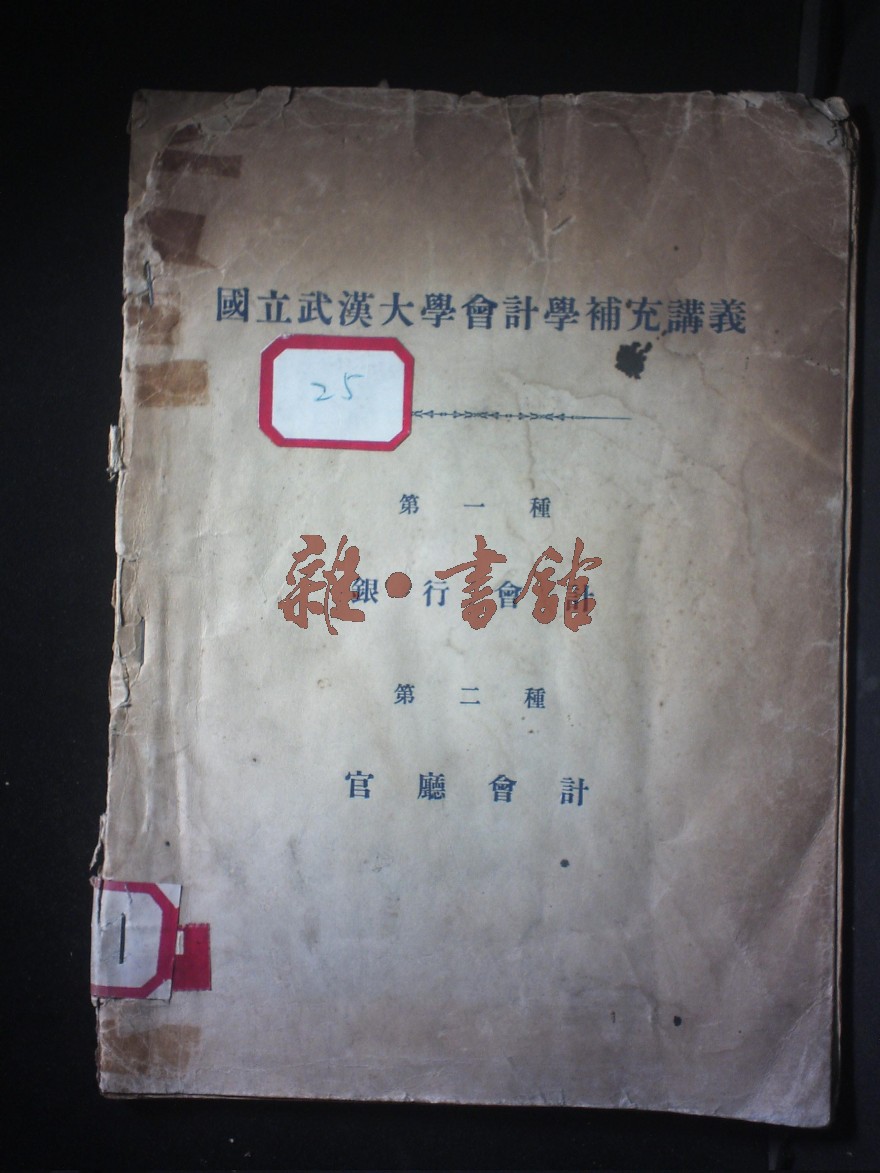 國立武漢大學會計學補充講義
25
第一種
銀行會計
雜·書館
第二種
官廳會計
1